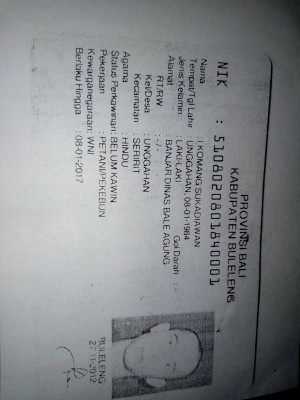 PROVINSI BALI
KABUPATEN BULELENG
NIK : 5108020801840001
Nama : I KOMANG SUKADIAWAN
Tempat/Tgl Lahir : UNGGAHAN, 08-01-1984
Jenis Kelamin : LAKI-LAKI Gol Darah : -
Alamat : BANJAR DINAS BALE AGUNG
RT/RW : -/-
Kel/Desa : UNGGAHAN
Kecamatan : SERIRIT
Agama : HINDU
Status Perkawinan: BELUM KAWIN
Pekerjaan : PETANI/PEKEBUN
Kewarganegaraan: WNI
Berlaku Hingga : 08-01-2017
BULELENG
27-11-2012